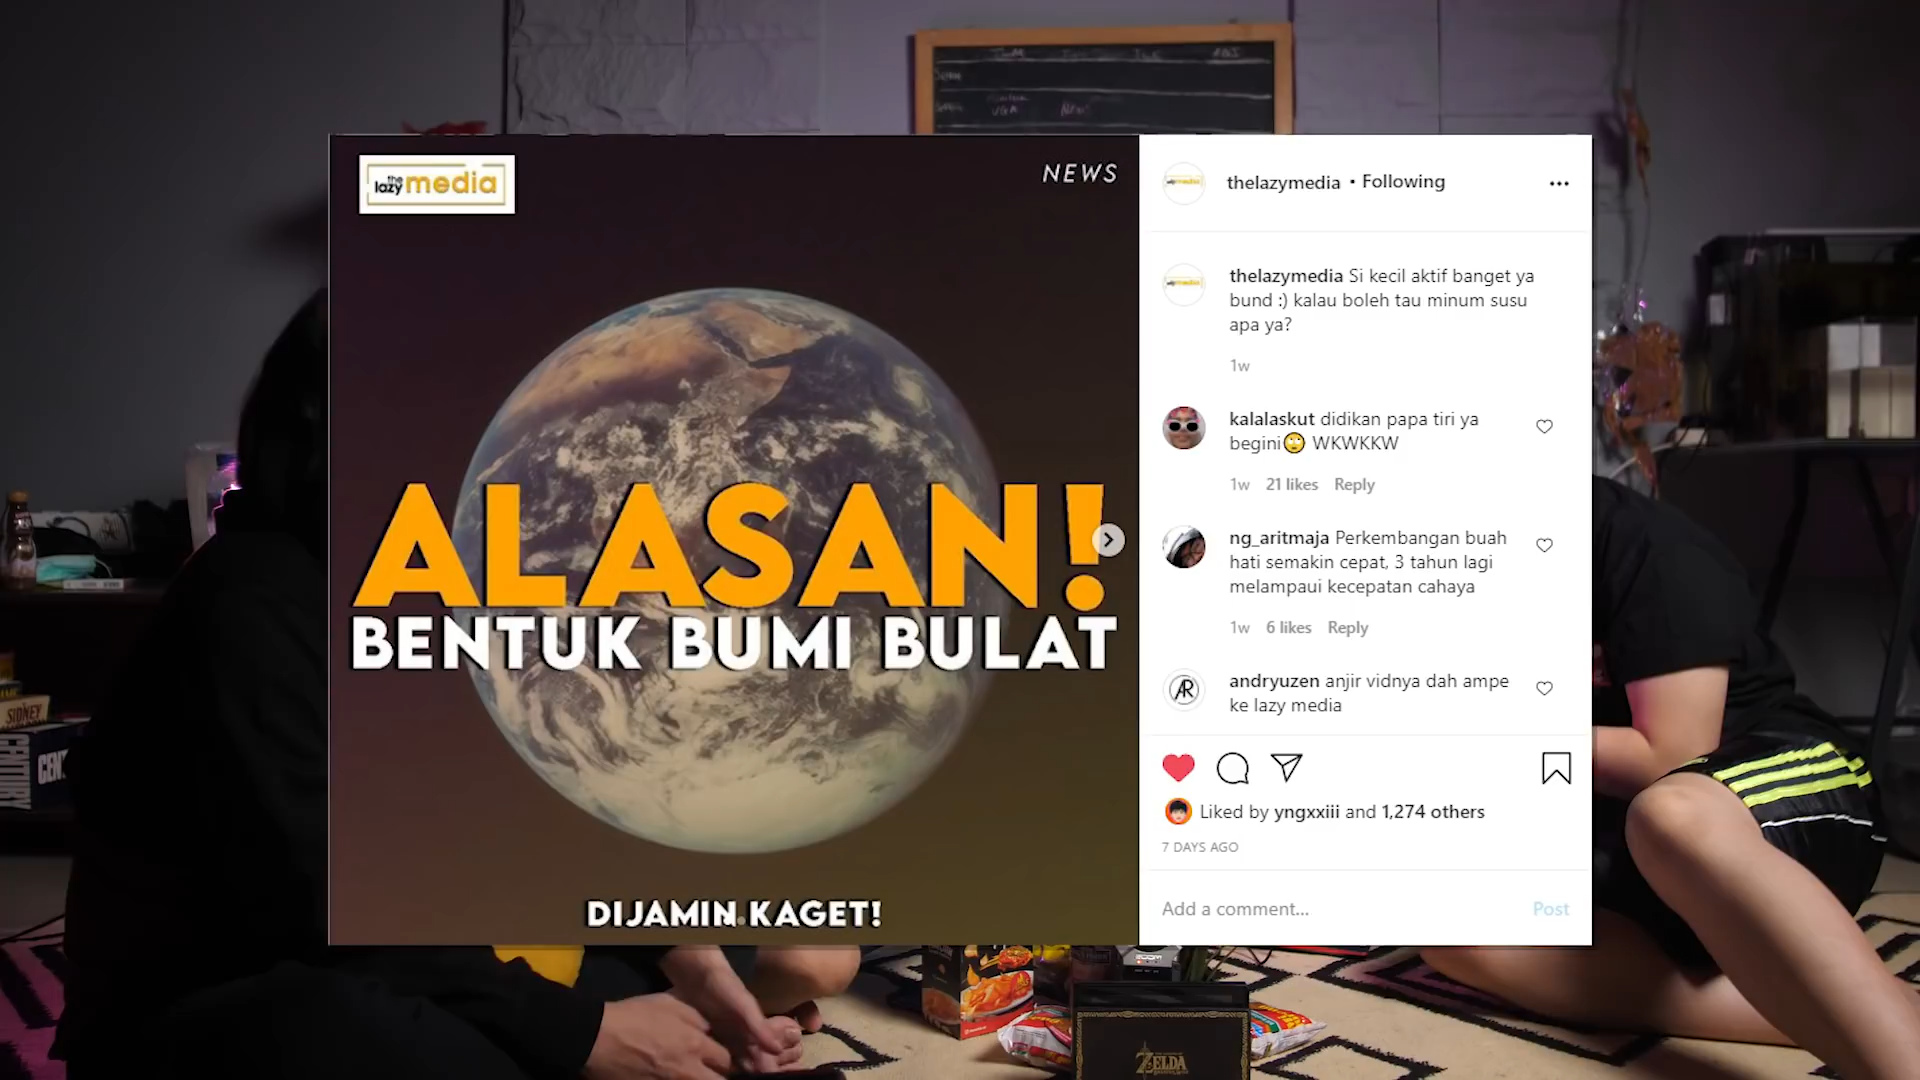 the
lazy media
NEWS
ALASAN!
BENTUK BUMI BULAT
DIJAMIN KAGET!
thelazymedia • Following
thelazymedia Si kecil aktif banget ya
bund :) kalau boleh tau minum susu
apa ya?
1w
kalalaskut didikan papa tiri ya
begini🙄 WKWKKW
1w 21 likes Reply
ng_aritmaja Perkembangan buah
hati semakin cepat, 3 tahun lagi
melampaui kecepatan cahaya
1w 6 likes Reply
andryuzen anjir vidnya dah ampe
ke lazy media
Liked by yngxxiii and 1,274 others
7 DAYS AGO
Add a comment...
Post
SIDNEY
CENTURY
CENT
zoom
ZELDA